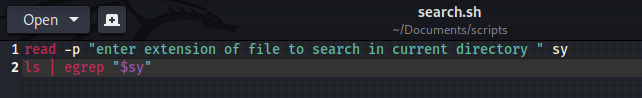 Open
search.sh
~/Documents/scripts
1 read -p "enter extension of file to search in current directory " sy
2 ls | egrep "$sy"